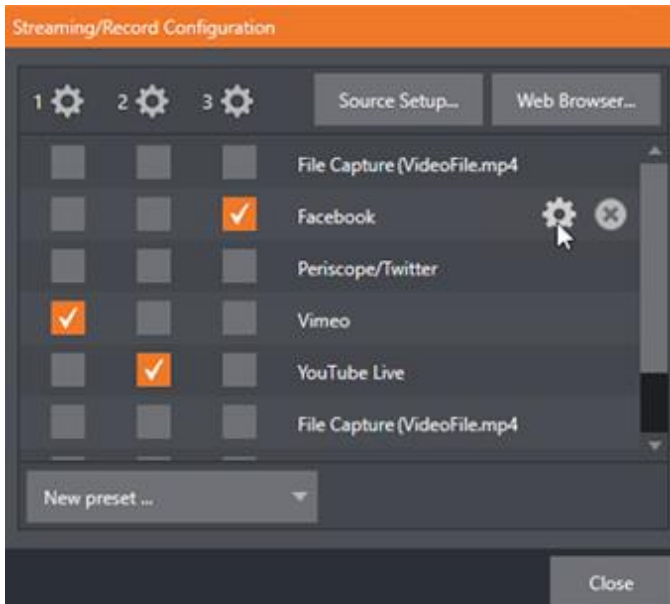 Streaming/Record Configuration
1 2 3 Source Setup... Web Browser...
File Capture (VideoFile.mp4
Facebook
Periscope/Twitter
Vimeo
YouTube Live
File Capture (VideoFile.mp4
New preset ...
Close